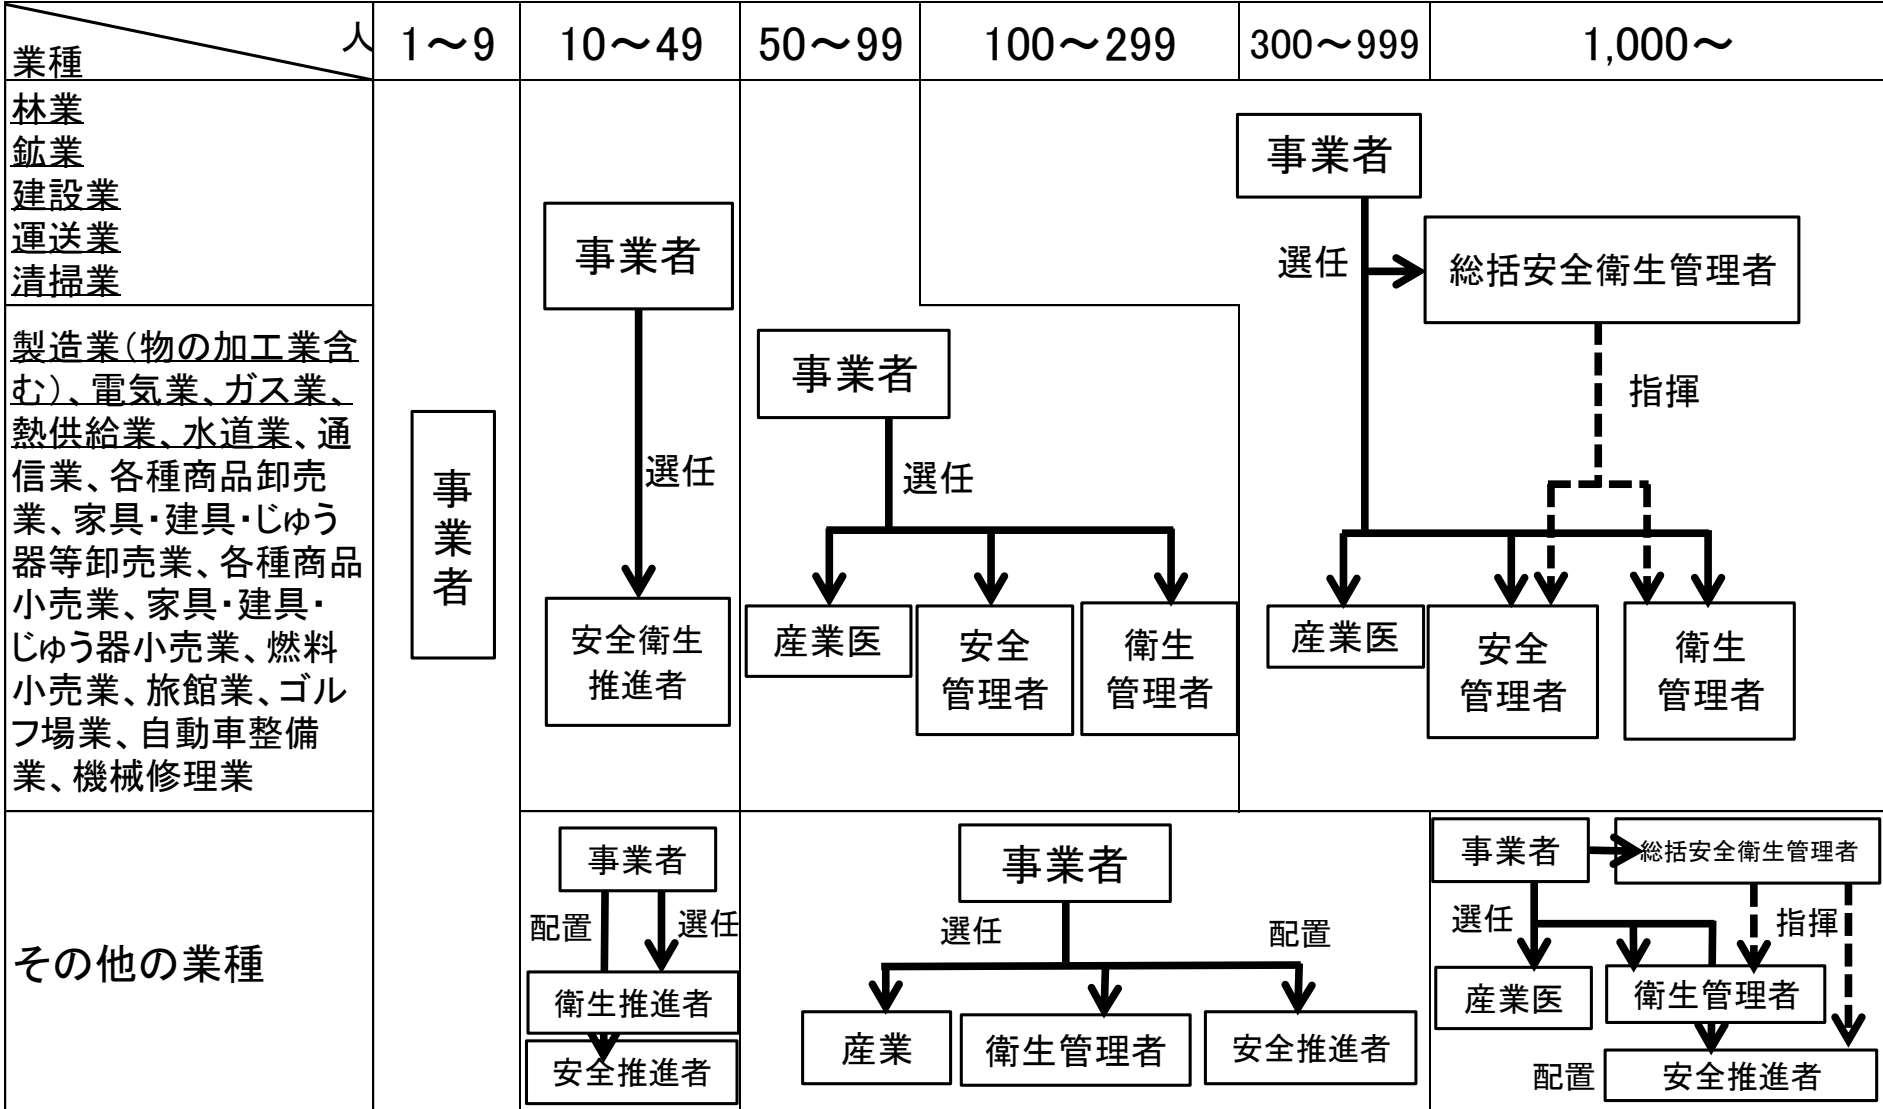 人
業種
1～9
10～49
50～99
100～299
300～999
1,000～
林業
鉱業
建設業
運送業
清掃業
事業者
選任
安全衛生
推進者
事業者
選任
総括安全衛生管理者
指揮
産業医
安全
管理者
衛生
管理者
製造業（物の加工業含
む）、電気業、ガス業、
熱供給業、水道業、通
信業、各種商品卸売
業、家具・建具・じゅう
器等卸売業、各種商品
小売業、家具・建具・
じゅう器小売業、燃料
小売業、旅館業、ゴル
フ場業、自動車整備
業、機械修理業
事業者
事業者
選任
産業医
安全
管理者
衛生
管理者
その他の業種
事業者
配置
選任
衛生推進者
安全推進者
事業者
選任
配置
産業
衛生管理者
安全推進者
事業者
総括安全衛生管理者
選任
指揮
産業医
衛生管理者
配置
安全推進者